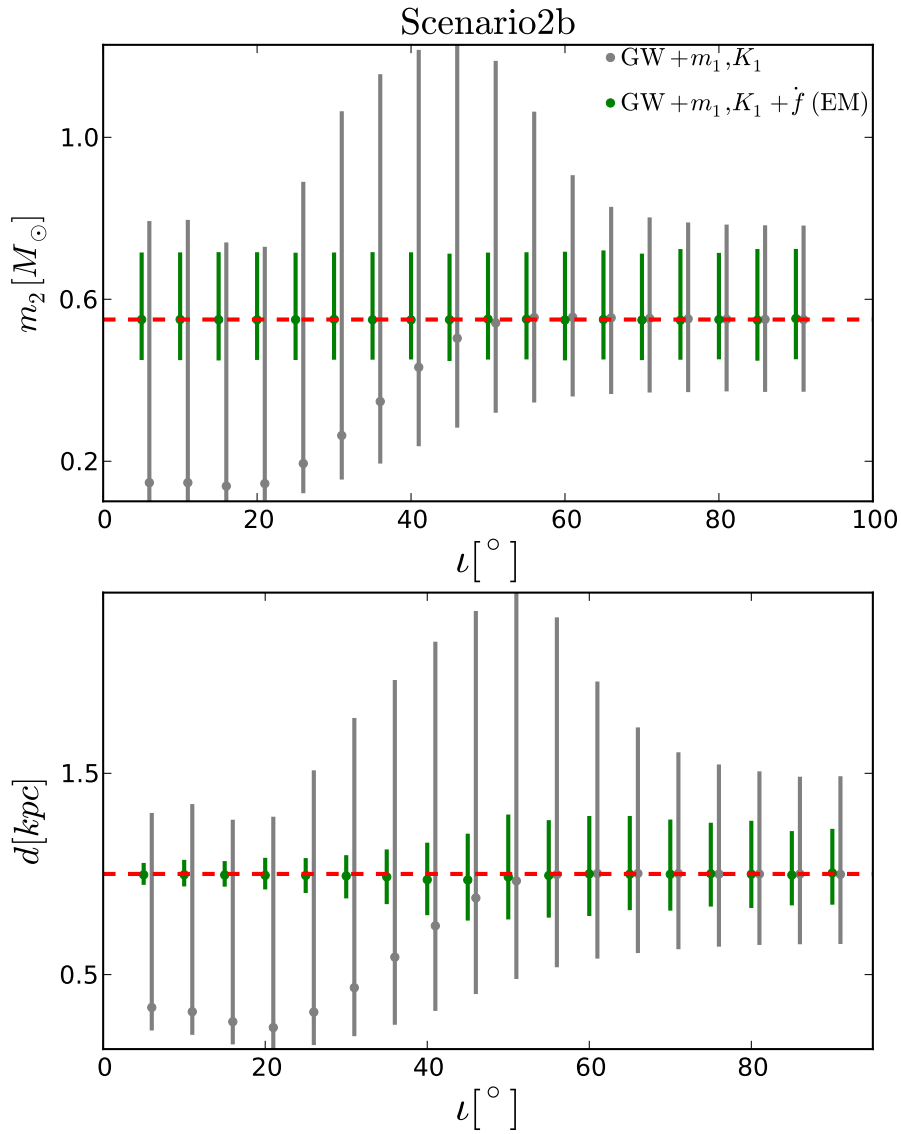 Scenario2b
GW + m₁, K₁
GW + m₁, K₁ + ḟ (EM)
m₂ [M⊙]
1.0
0.6
0.2
0 20 40 60 80 100
ι[°]
d[kpc]
1.5
0.5
0 20 40 60 80
ι[°]